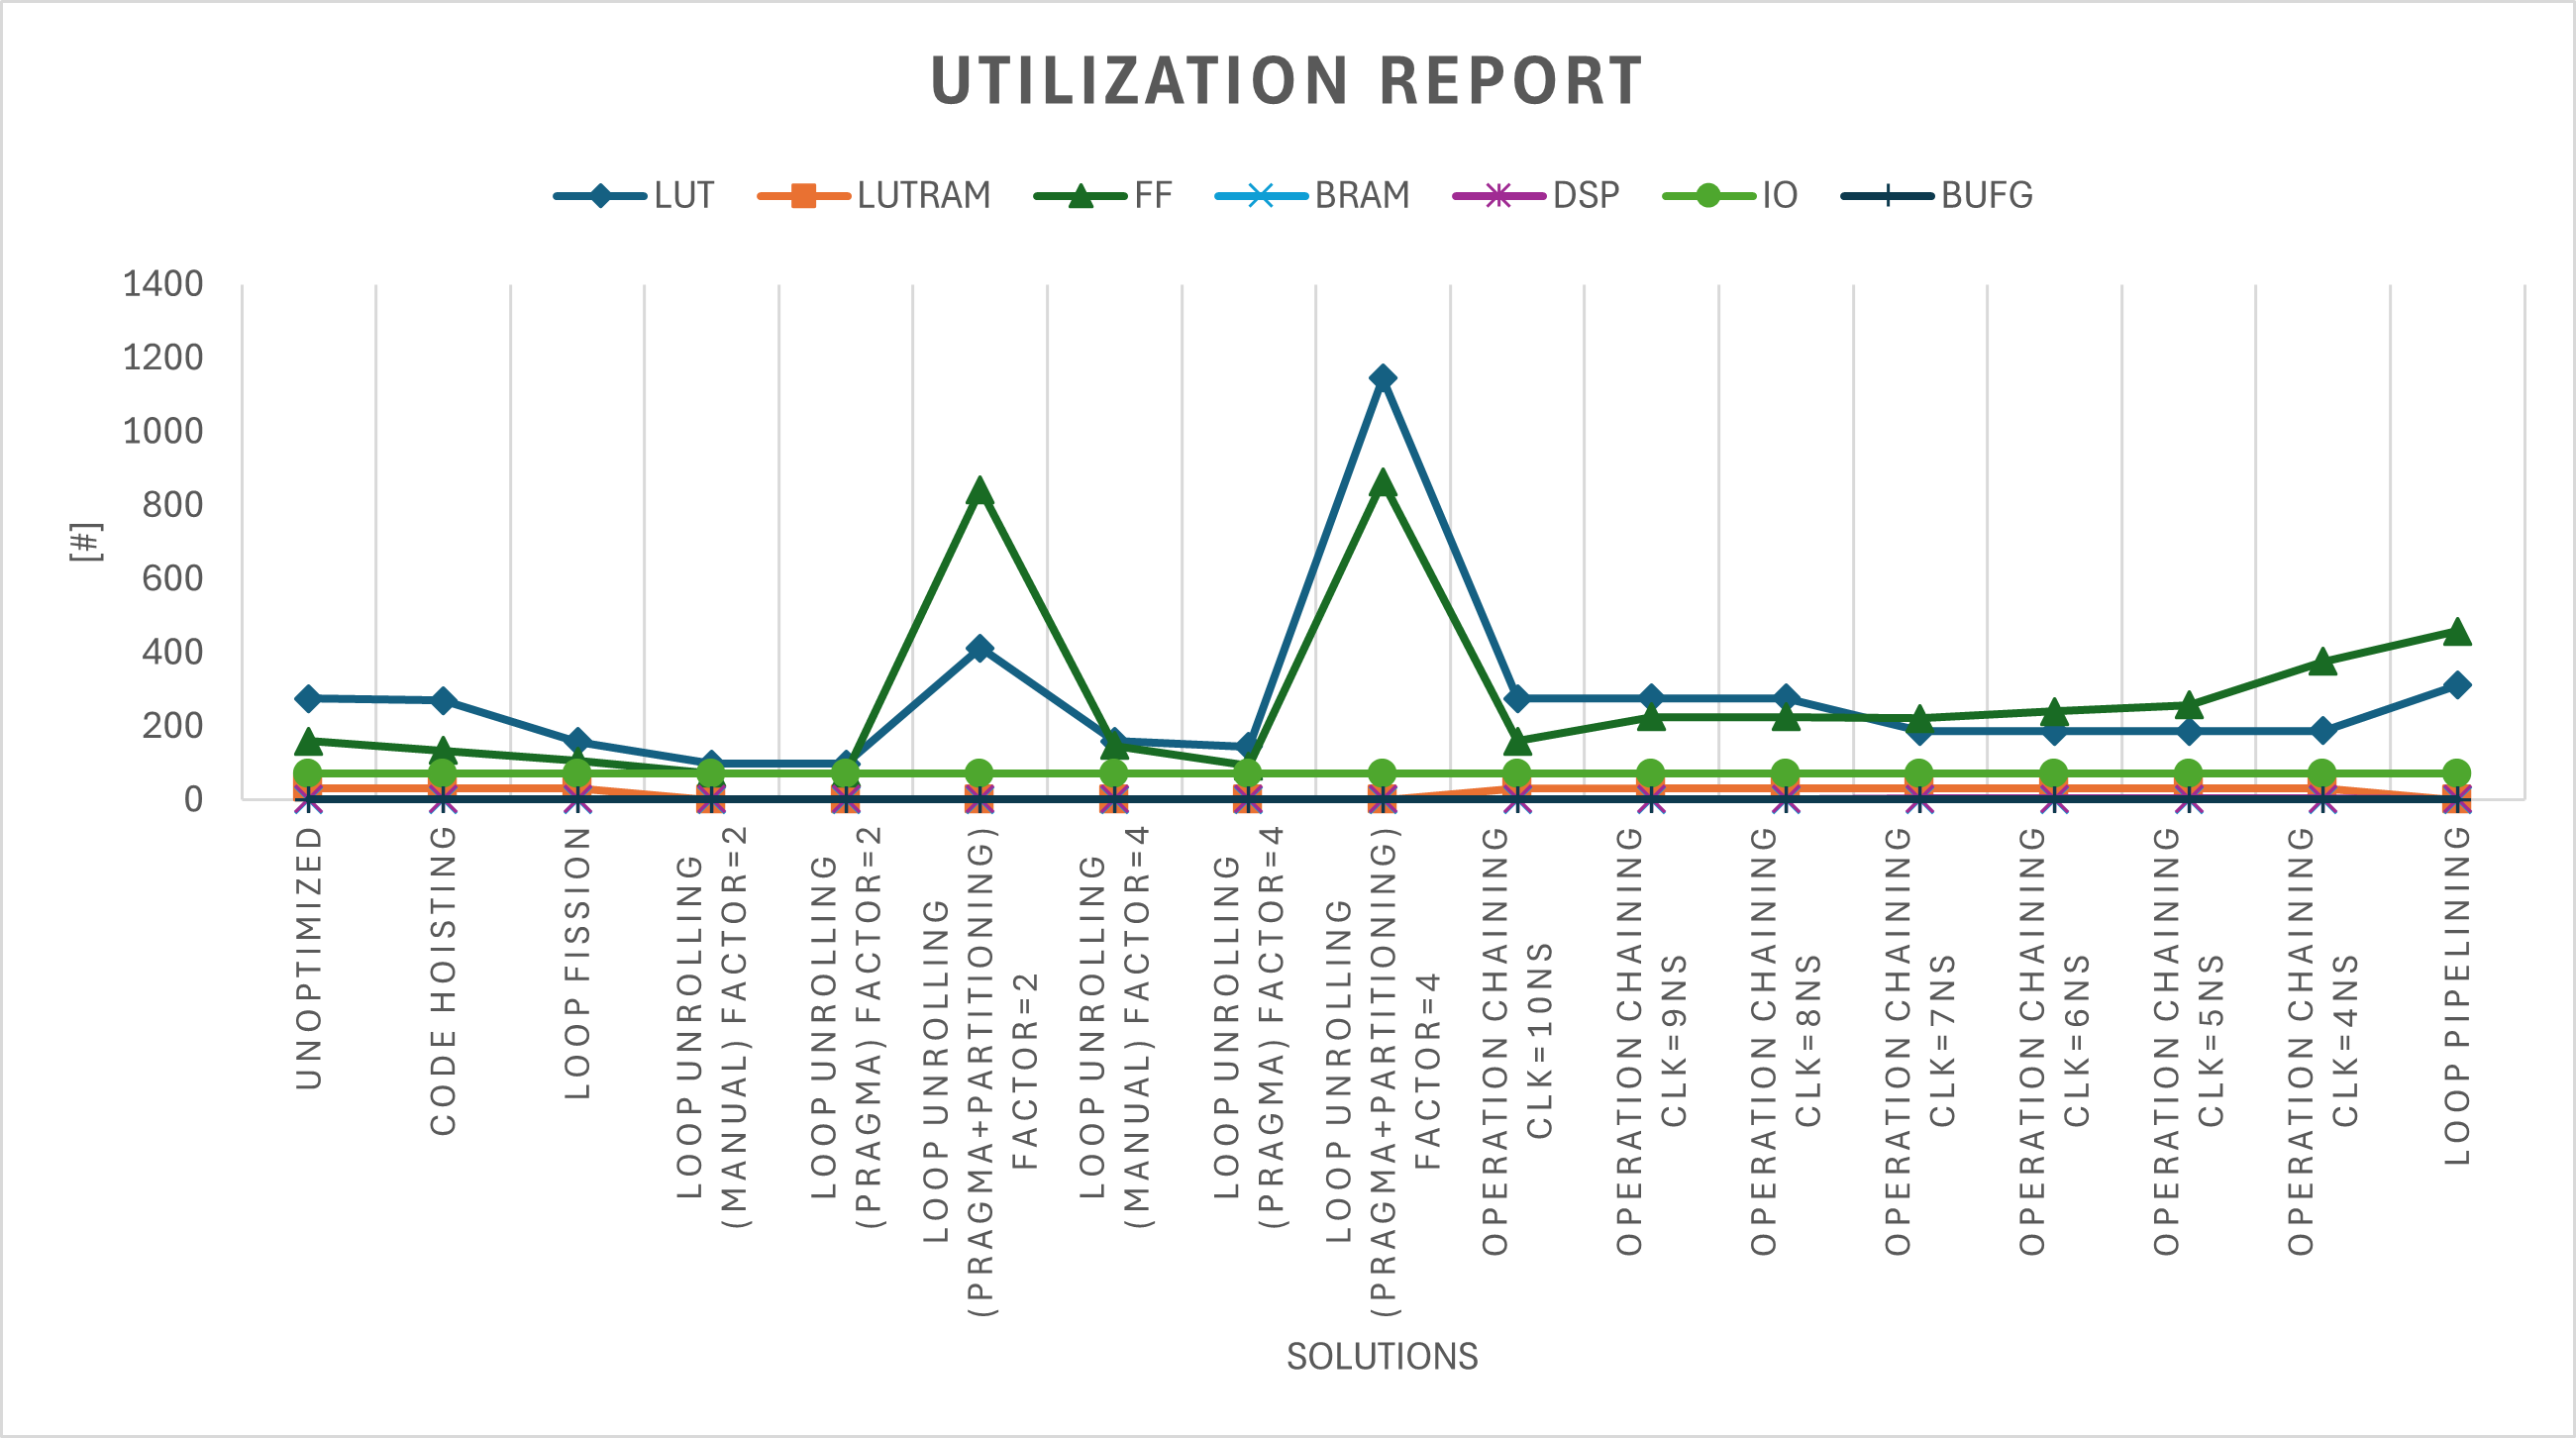 UTILIZATION REPORT
LUT LUTRAM FF BRAM DSP IO BUFG
1400
1200
1000
800
600
400
200
0
[#]
UNOPTIMIZED
CODE HOISTING
LOOP FISSION
LOOP UNROLLING
(MANUAL) FACTOR=2
LOOP UNROLLING
(PRAGMA) FACTOR=2
LOOP UNROLLING
(PRAGMA+PARTITIONING)
FACTOR=2
LOOP UNROLLING
(MANUAL) FACTOR=4
LOOP UNROLLING
(PRAGMA) FACTOR=4
LOOP UNROLLING
(PRAGMA+PARTITIONING)
FACTOR=4
OPERATION CHAINING
CLK=10NS
OPERATION CHAINING
CLK=9NS
OPERATION CHAINING
CLK=8NS
OPERATION CHAINING
CLK=7NS
OPERATION CHAINING
CLK=6NS
OPERATION CHAINING
CLK=5NS
OPERATION CHAINING
CLK=4NS
LOOP PIPELINING
SOLUTIONS